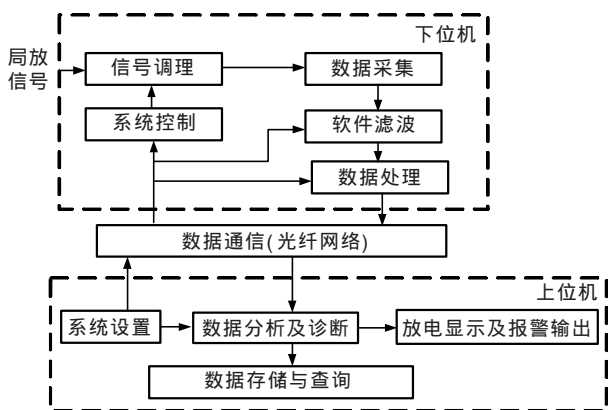 下位机
局放
信号
信号调理
数据采集
系统控制
软件滤波
数据处理
数据通信(光纤网络)
上位机
系统设置
数据分析及诊断
放电显示及报警输出
数据存储与查询